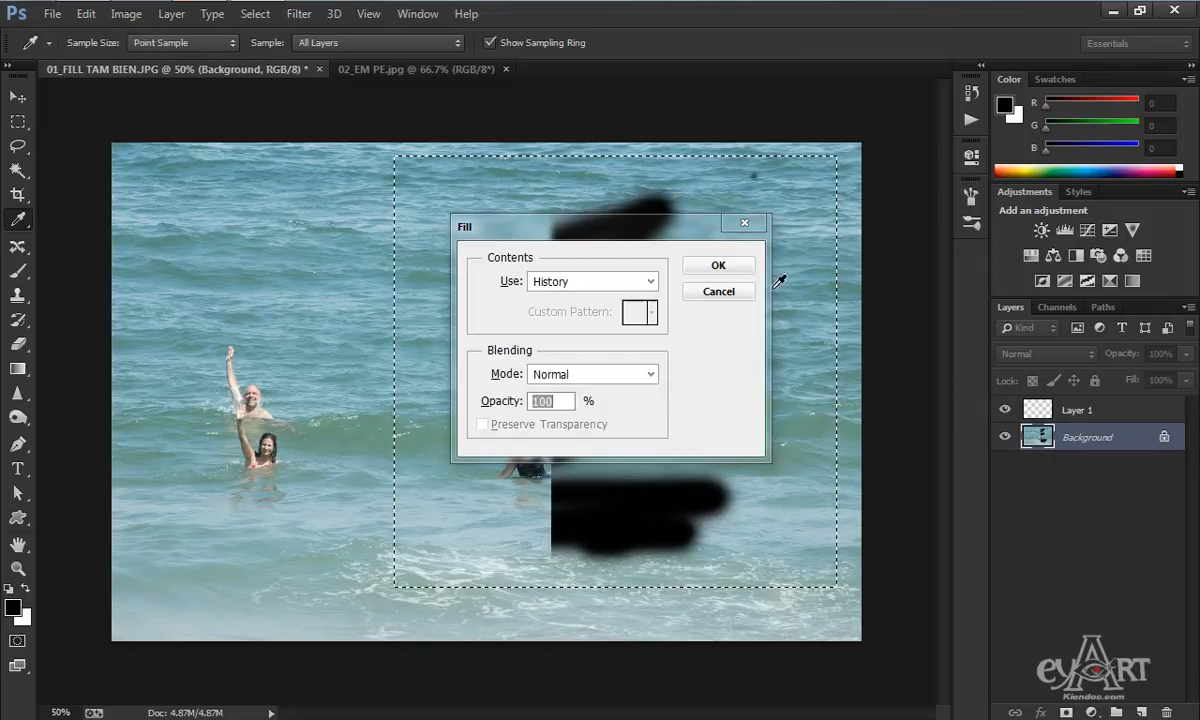 Ps File Edit Image Layer Type Select Filter 3D View Window Help
Sample Size: Point Sample Sample: All Layers Show Sampling Ring Essentials
01_FILL TAM BIEN.JPG @ 50% (Background, RGB/8) * × 02_EM PE.jpg @ 66.7% (RGB/8*) ×
Color Swatches
R 0
G 0
B 0
Adjustments Styles
Add an adjustment
Fill
Contents
Use: History
Custom Pattern:
OK
Cancel
Blending
Mode: Normal
Opacity: 100 %
Preserve Transparency
Layers Channels Paths
Kind
Normal Opacity: 100%
Lock: Fill: 100%
Layer 1
Background
eyART
Kiendoc.com
50% Doc: 4.87M/4.87M